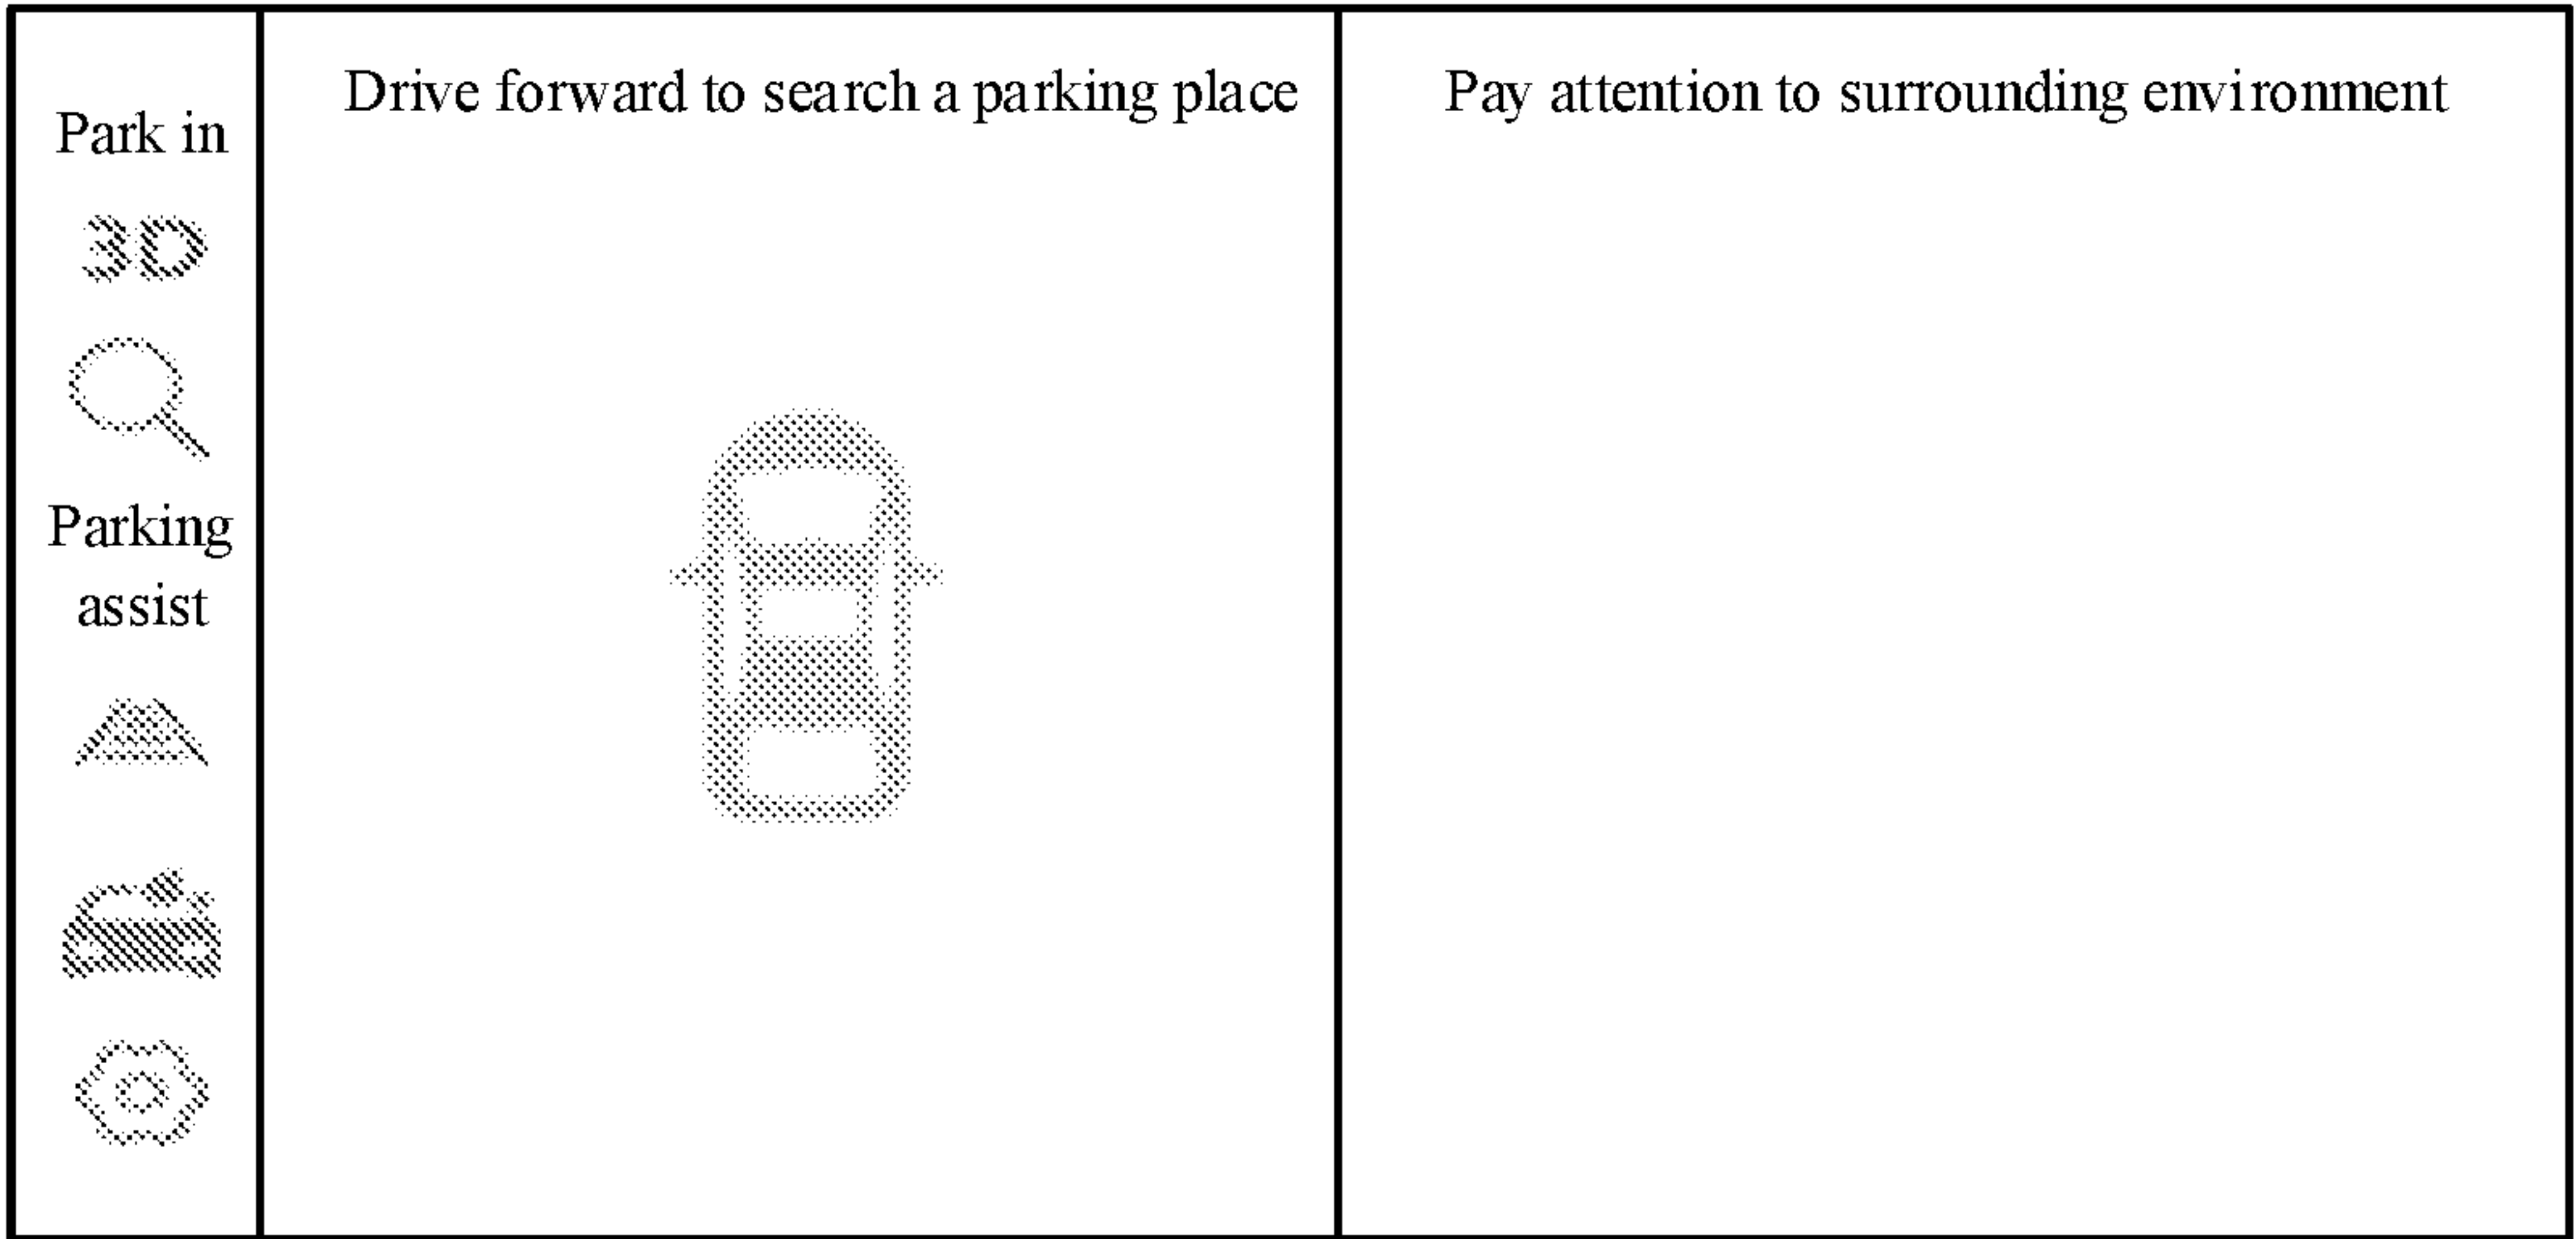 Park in
3D
Parking
assist
Drive forward to search a parking place
Pay attention to surrounding environment